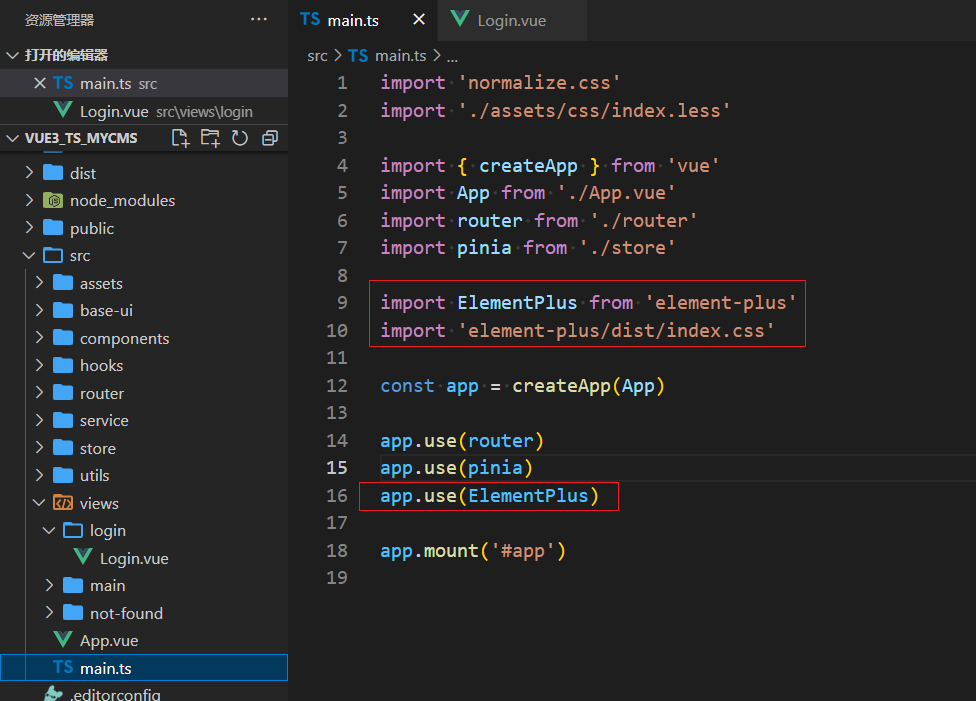 资源管理器
打开的编辑器
TS main.ts src
Login.vue src\views\login
VUE3_TS_MYCMS
dist
node_modules
public
src
assets
base-ui
components
hooks
router
service
store
utils
views
login
Login.vue
main
not-found
App.vue
TS main.ts
.editorconfig
TS main.ts
Login.vue
src > TS main.ts > ...
1 import 'normalize.css'
2 import './assets/css/index.less'
3
4 import { createApp } from 'vue'
5 import App from './App.vue'
6 import router from './router'
7 import pinia from './store'
8
9 import ElementPlus from 'element-plus'
10 import 'element-plus/dist/index.css'
11
12 const app = createApp(App)
13
14 app.use(router)
15 app.use(pinia)
16 app.use(ElementPlus)
17
18 app.mount('#app')
19